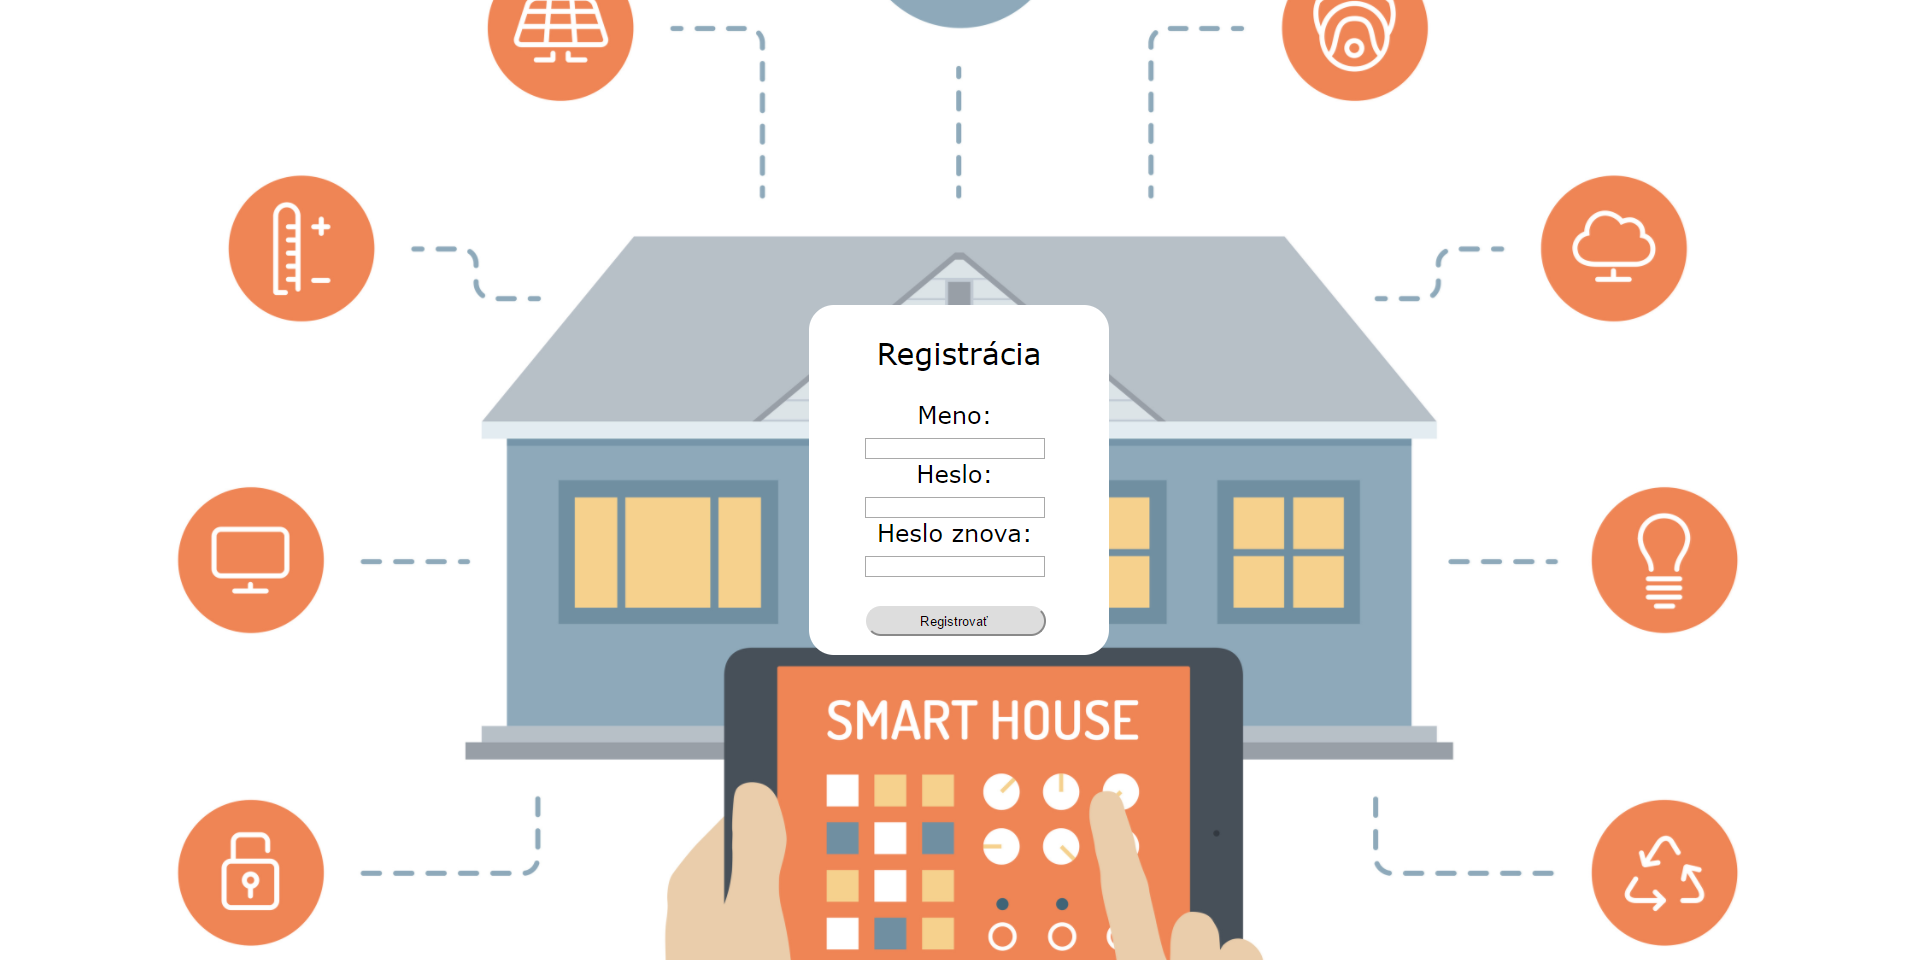 Registrácia
Meno:
Heslo:
Heslo znova:
Registrovať
SMART HOUSE